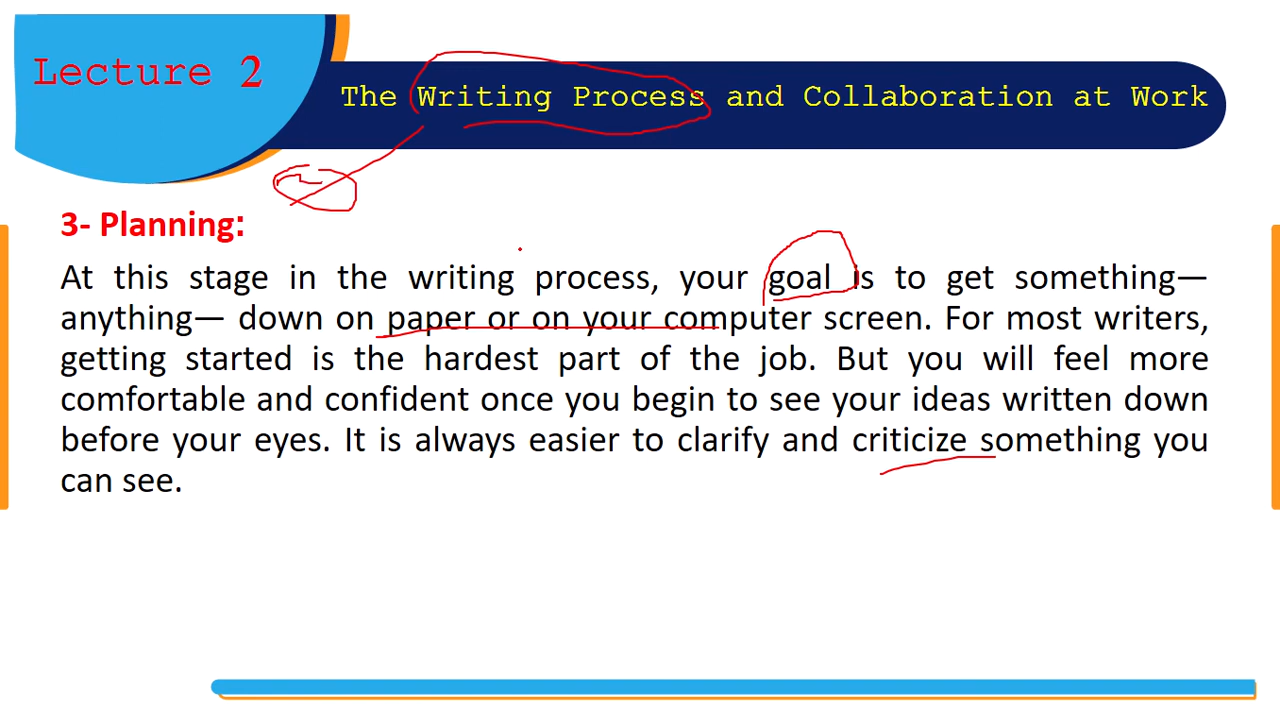 Lecture 2
The Writing Process and Collaboration at Work
3- Planning:
At this stage in the writing process, your goal is to get something—
anything— down on paper or on your computer screen. For most writers,
getting started is the hardest part of the job. But you will feel more
comfortable and confident once you begin to see your ideas written down
before your eyes. It is always easier to clarify and criticize something you
can see.